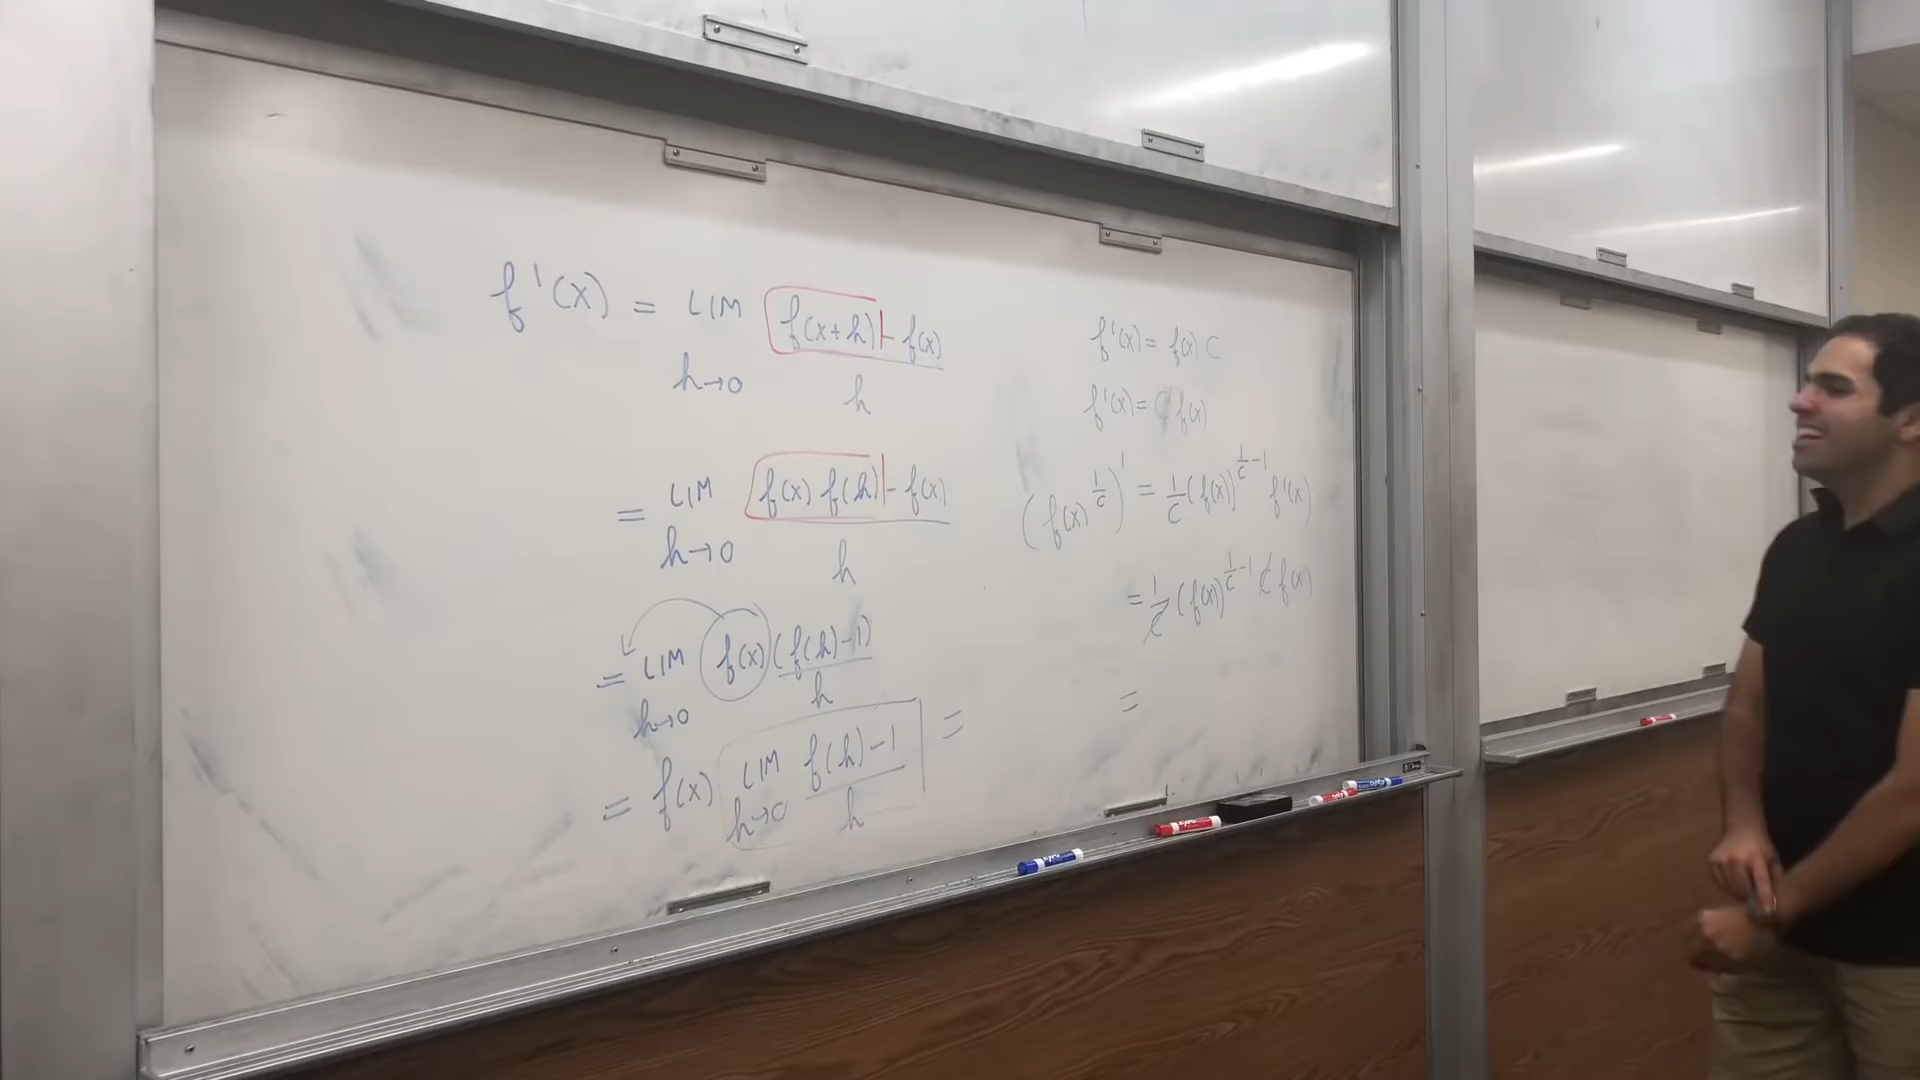 f'(x) = LIM f(x+h) - f(x)
h→0 h
= LIM f(x) f(h) - f(x)
h→0 h
= LIM f(x) (f(h)-1)
h→0 h
= f(x) LIM f(h)-1 =
h→0 h
f'(x) = f(x) C
f'(x) = C f(x)
(f(x)^{1/C})' = 1/C (f(x))^{1/C - 1} f'(x)
= 1/C (f(x))^{1/C - 1} C f(x)
=